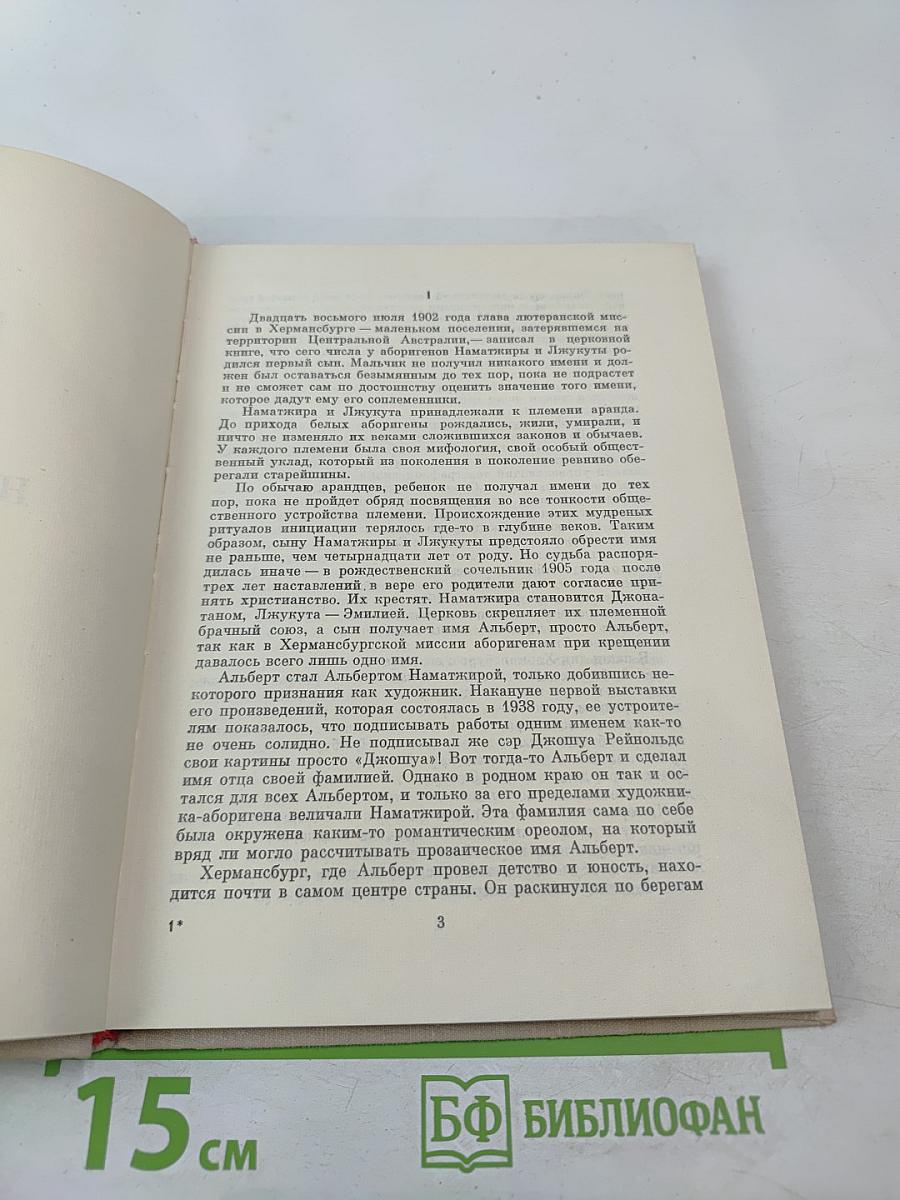 1
Двадцать восьмого июля 1902 года глава лютеранской мис-
сии в Хермансбурге — маленьком поселении, затерявшемся на
территории Центральной Австралии,— записал в церковной
книге, что сего числа у аборигенов Наматжиры и Лжукуты ро-
дился первый сын. Мальчик не получил никакого имени и дол-
жен был оставаться безымянным до тех пор, пока не подрастет
и не сможет сам по достоинству оценить значение того имени,
которое дадут ему его соплеменники.
Наматжира и Лжукута принадлежали к племени аранда.
До прихода белых аборигены рождались, жили, умирали, и
ничто не изменяло их веками сложившихся законов и обычаев.
У каждого племени была своя мифология, свой особый общест-
венный уклад, который из поколения в поколение ревниво обе-
регали старейшины.
По обычаю арандцев, ребенок не получал имени до тех
пор, пока не пройдет обряд посвящения во все тонкости обще-
ственного устройства племени. Происхождение этих мудреных
ритуалов инициации терялось где-то в глубине веков. Таким
образом, сыну Наматжиры и Лжукуты предстояло обрести имя
не раньше, чем четырнадцати лет от роду. Но судьба распоря-
дилась иначе — в рождественский сочельник 1905 года после
трех лет наставлений в вере его родители дают согласие при-
нять христианство. Их крестят. Наматжира становится Джона-
таном, Лжукута — Эмилией. Церковь скрепляет их племенной
брачный союз, а сын получает имя Альберт, просто Альберт,
так как в Хермансбургской миссии аборигенам при крещении
давалось всего лишь одно имя.
Альберт стал Альбертом Наматжирой, только добившись не-
которого признания как художник. Накануне первой выставки
его произведений, которая состоялась в 1938 году, ее устроите-
лям показалось, что подписывать работы одним именем как-то
не очень солидно. Не подписывал же сэр Джошуа Рейнольдс
свои картины просто «Джошуа»! Вот тогда-то Альберт и сделал
имя отца своей фамилией. Однако в родном краю он так и ос-
тался для всех Альбертом, и только за его пределами художни-
ка-аборигена величали Наматжирой. Эта фамилия сама по себе
была окружена каким-то романтическим ореолом, на который
вряд ли могло рассчитывать прозаическое имя Альберт.
Хермансбург, где Альберт провел детство и юность, нахо-
дится почти в самом центре страны. Он раскинулся по берегам
1*
3
15 см
БФ БИБЛИОФАН